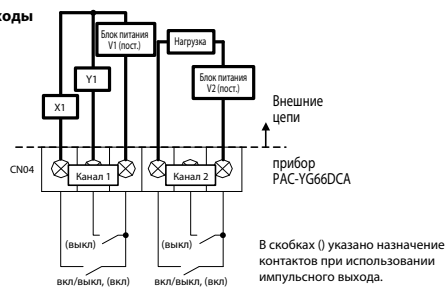 ходы
Блок питания
V1 (пост.)
Нагрузка
Y1
Блок питания
V2 (пост.)
X1
Внешние
цепи
CN04
Канал 1
Канал 2
прибор
PAC-YG66DCA
(выкл)
(выкл)
В скобках () указано назначение
контактов при использовании
импульсного выхода.
вкл/выкл, (вкл)
вкл/выкл, (вкл)